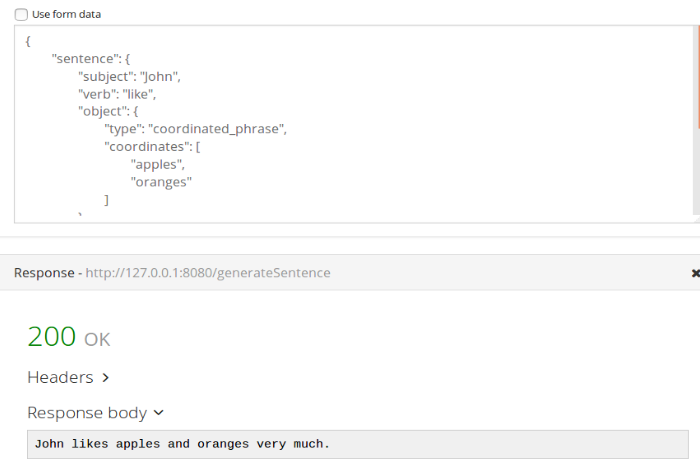 Use form data
{
"sentence": {
"subject": "John",
"verb": "like",
"object": {
"type": "coordinated_phrase",
"coordinates": [
"apples",
"oranges"
]
Response - http://127.0.0.1:8080/generateSentence
200 OK
Headers
Response body
John likes apples and oranges very much.